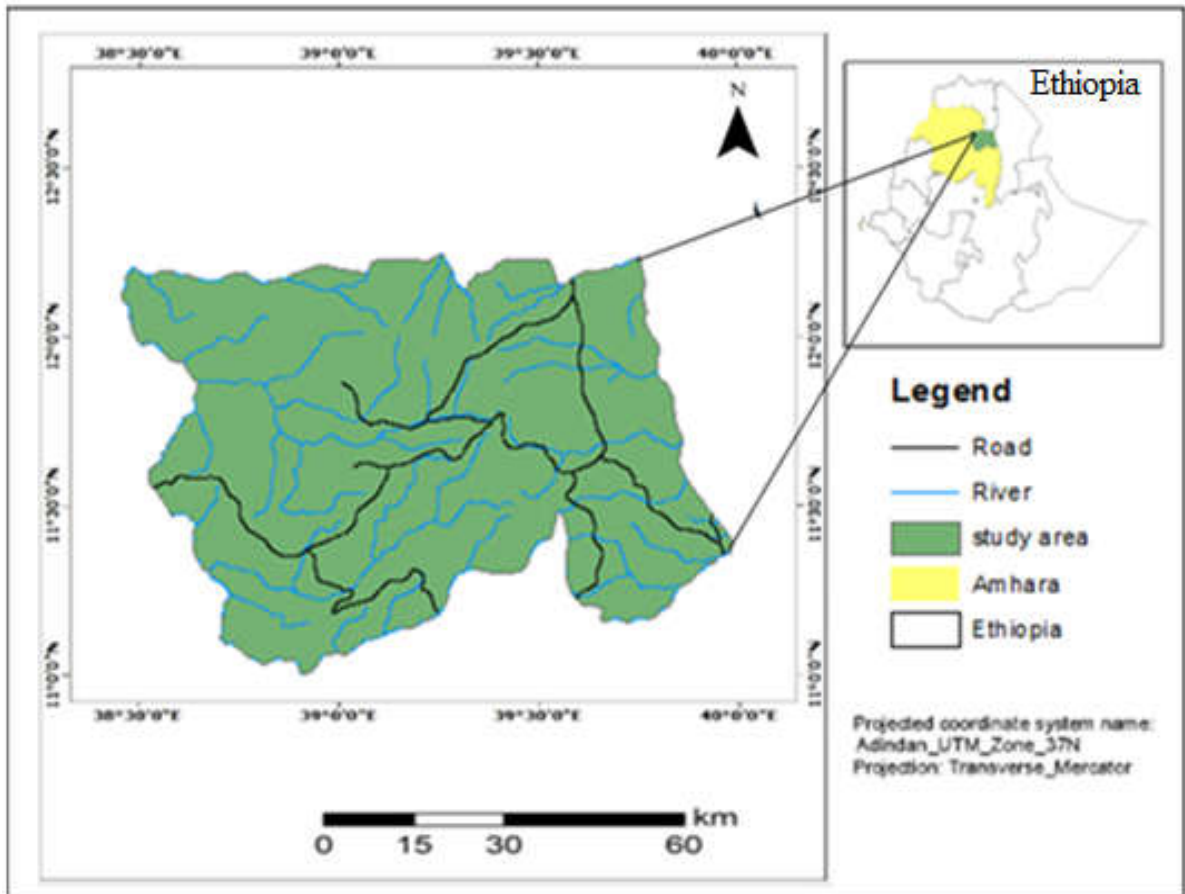 38°30'0"E 39°0'0"E 39°30'0"E 40°0'0"E
N
Ethiopia
12°30'0"N
12°30'0"N
12°0'0"N
12°0'0"N
11°30'0"N
11°30'0"N
11°0'0"N
11°0'0"N
38°30'0"E 39°0'0"E 39°30'0"E 40°0'0"E
Legend
Road
River
study area
Amhara
Ethiopia
Projected coordinate system name:
Adindan_UTM_Zone_37N
Projection: Transverse_Mercator
km
0 15 30 60